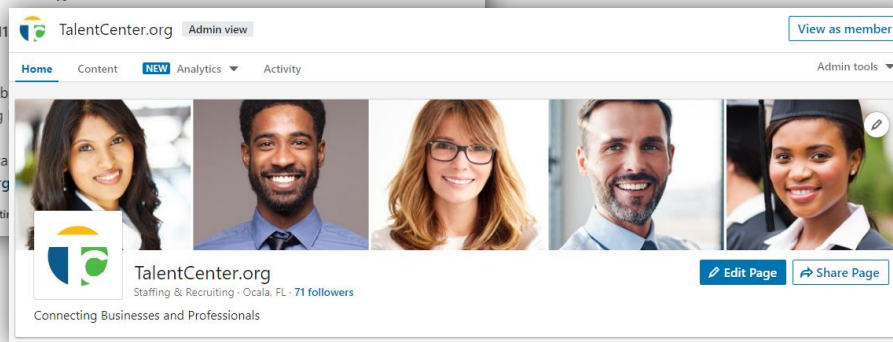 TalentCenter.org Admin view
View as member
Home Content NEW Analytics Activity
Admin tools
TalentCenter.org
Staffing & Recruiting · Ocala, FL · 71 followers
Edit Page
Share Page
Connecting Businesses and Professionals